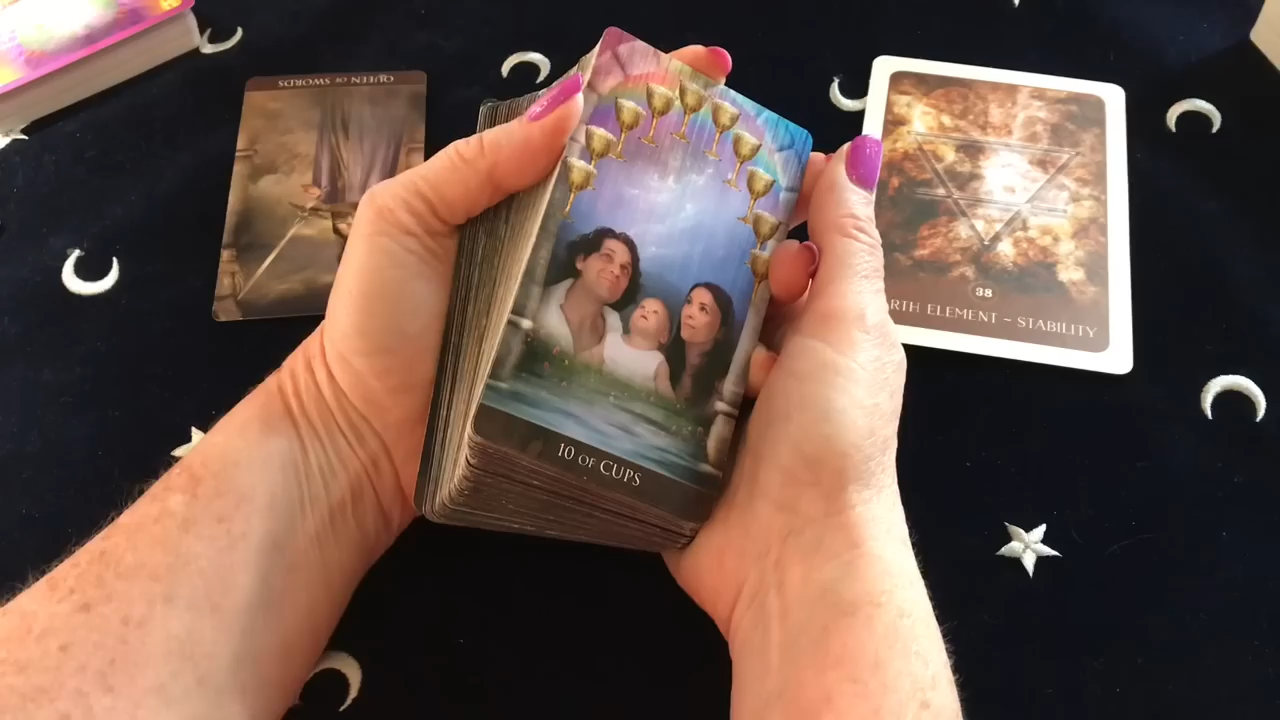 QUEEN OF SWORDS
10 OF CUPS
38
RTH ELEMENT ~ STABILITY